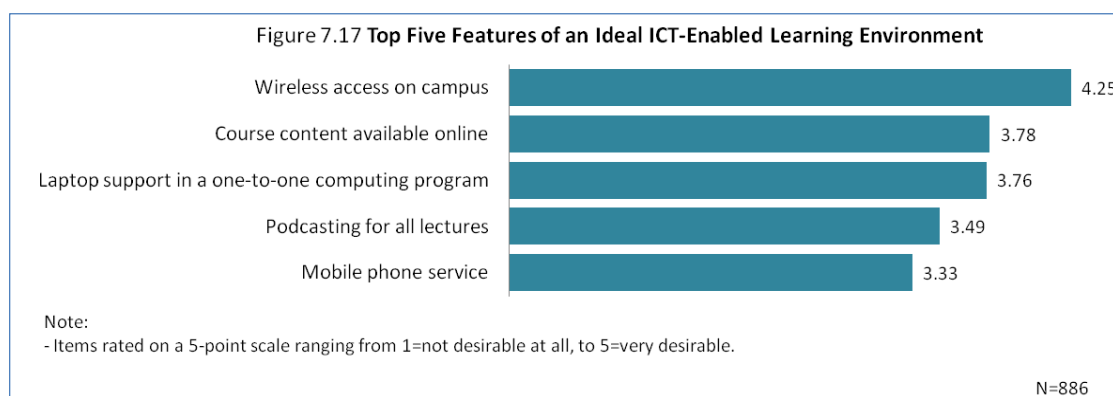 Figure 7.17 Top Five Features of an Ideal ICT-Enabled Learning Environment
Wireless access on campus 4.25
Course content available online 3.78
Laptop support in a one-to-one computing program 3.76
Podcasting for all lectures 3.49
Mobile phone service 3.33
Note:
- Items rated on a 5-point scale ranging from 1=not desirable at all, to 5=very desirable.
N=886